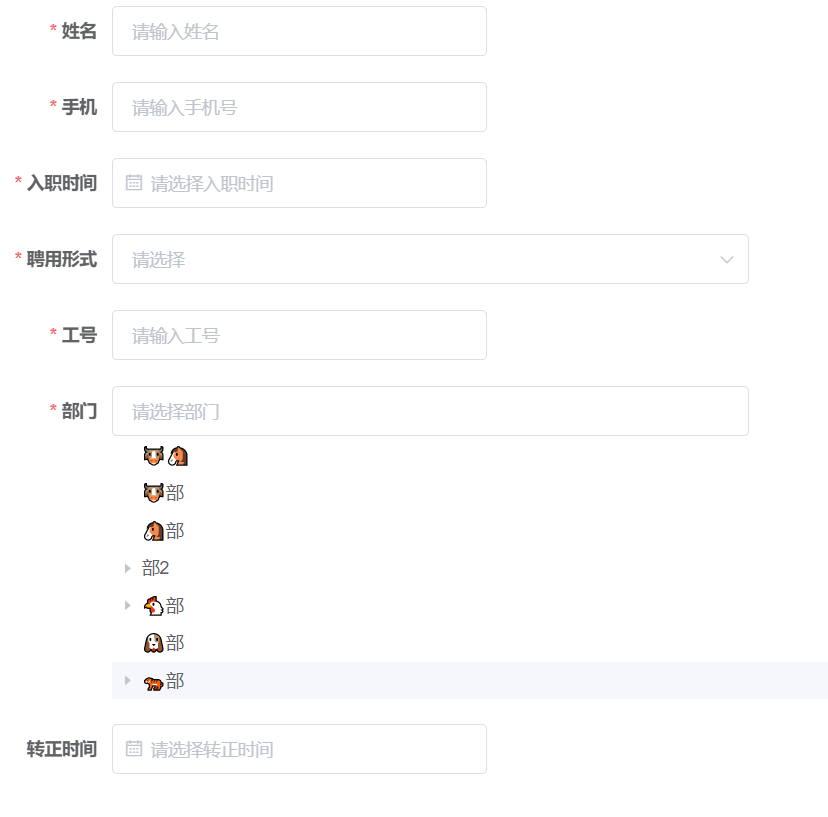 * 姓名 请输入姓名
* 手机 请输入手机号
* 入职时间 请选择入职时间
* 聘用形式 请选择
* 工号 请输入工号
* 部门 请选择部门
🐮🐴
🐮部
🐴部
部2
🐔部
🐶部
🐅部
转正时间 请选择转正时间